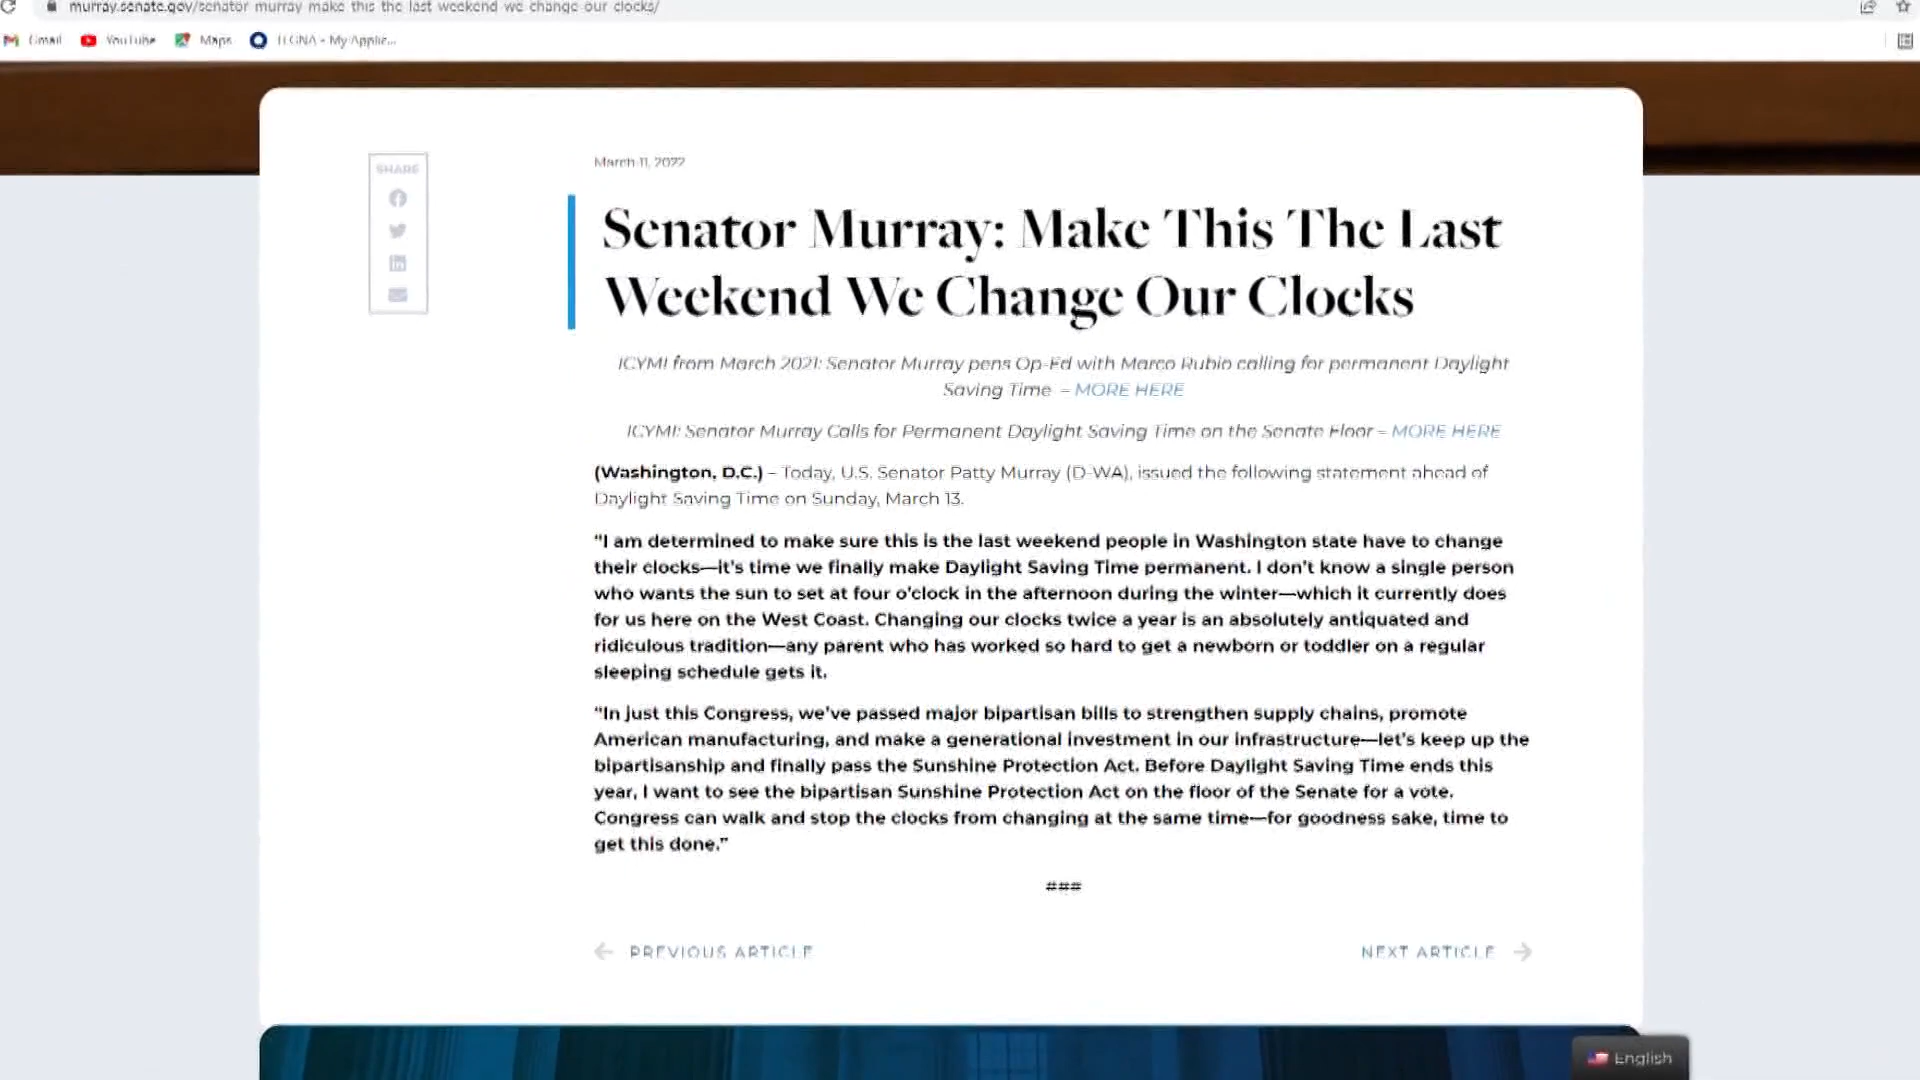 murray.senate.gov/senator-murray-make-this-the-last-weekend-we-change-our-clocks/
Gmail YouTube Maps TEGNA - My Applic...
SHARE
March 11, 2022
Senator Murray: Make This The Last
Weekend We Change Our Clocks
ICYMI from March 2021: Senator Murray pens Op-Ed with Marco Rubio calling for permanent Daylight
Saving Time – MORE HERE
ICYMI: Senator Murray Calls for Permanent Daylight Saving Time on the Senate Floor – MORE HERE
(Washington, D.C.) – Today, U.S. Senator Patty Murray (D-WA), issued the following statement ahead of
Daylight Saving Time on Sunday, March 13.
“I am determined to make sure this is the last weekend people in Washington state have to change
their clocks—it’s time we finally make Daylight Saving Time permanent. I don’t know a single person
who wants the sun to set at four o’clock in the afternoon during the winter—which it currently does
for us here on the West Coast. Changing our clocks twice a year is an absolutely antiquated and
ridiculous tradition—any parent who has worked so hard to get a newborn or toddler on a regular
sleeping schedule gets it.
“In just this Congress, we’ve passed major bipartisan bills to strengthen supply chains, promote
American manufacturing, and make a generational investment in our infrastructure—let’s keep up the
bipartisanship and finally pass the Sunshine Protection Act. Before Daylight Saving Time ends this
year, I want to see the bipartisan Sunshine Protection Act on the floor of the Senate for a vote.
Congress can walk and stop the clocks from changing at the same time—for goodness sake, time to
get this done.”
###
PREVIOUS ARTICLE
NEXT ARTICLE
English